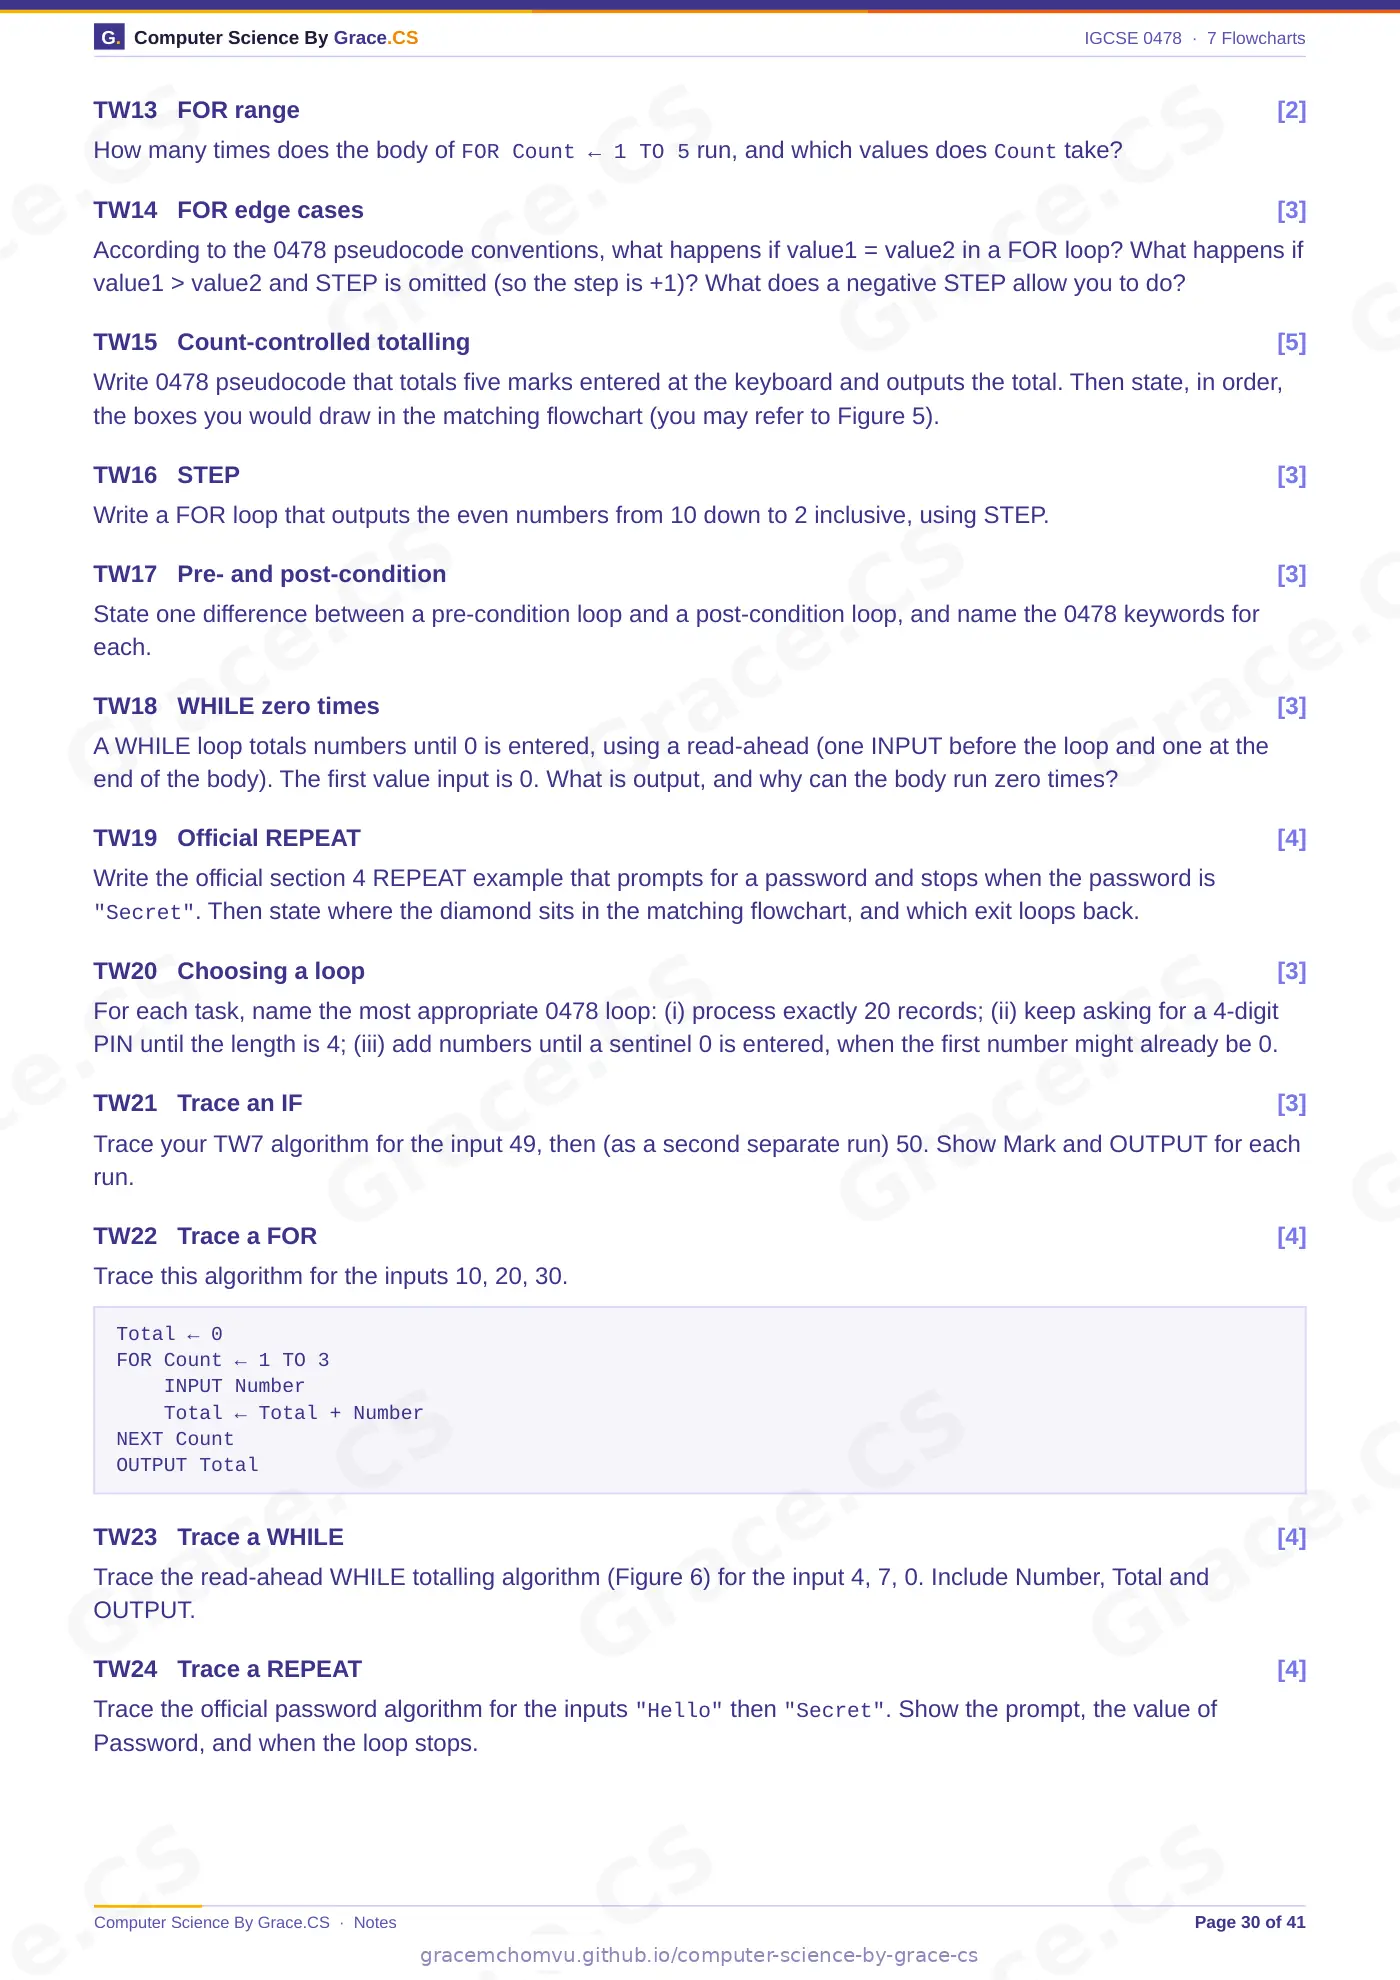 G. Computer Science By Grace.CS
IGCSE 0478 · 7 Flowcharts
TW13 FOR range [2]
How many times does the body of FOR Count ← 1 TO 5 run, and which values does Count take?
TW14 FOR edge cases [3]
According to the 0478 pseudocode conventions, what happens if value1 = value2 in a FOR loop? What happens if
value1 > value2 and STEP is omitted (so the step is +1)? What does a negative STEP allow you to do?
TW15 Count-controlled totalling [5]
Write 0478 pseudocode that totals five marks entered at the keyboard and outputs the total. Then state, in order,
the boxes you would draw in the matching flowchart (you may refer to Figure 5).
TW16 STEP [3]
Write a FOR loop that outputs the even numbers from 10 down to 2 inclusive, using STEP.
TW17 Pre- and post-condition [3]
State one difference between a pre-condition loop and a post-condition loop, and name the 0478 keywords for
each.
TW18 WHILE zero times [3]
A WHILE loop totals numbers until 0 is entered, using a read-ahead (one INPUT before the loop and one at the
end of the body). The first value input is 0. What is output, and why can the body run zero times?
TW19 Official REPEAT [4]
Write the official section 4 REPEAT example that prompts for a password and stops when the password is
"Secret". Then state where the diamond sits in the matching flowchart, and which exit loops back.
TW20 Choosing a loop [3]
For each task, name the most appropriate 0478 loop: (i) process exactly 20 records; (ii) keep asking for a 4-digit
PIN until the length is 4; (iii) add numbers until a sentinel 0 is entered, when the first number might already be 0.
TW21 Trace an IF [3]
Trace your TW7 algorithm for the input 49, then (as a second separate run) 50. Show Mark and OUTPUT for each
run.
TW22 Trace a FOR [4]
Trace this algorithm for the inputs 10, 20, 30.
Total ← 0
FOR Count ← 1 TO 3
    INPUT Number
    Total ← Total + Number
NEXT Count
OUTPUT Total
TW23 Trace a WHILE [4]
Trace the read-ahead WHILE totalling algorithm (Figure 6) for the input 4, 7, 0. Include Number, Total and
OUTPUT.
TW24 Trace a REPEAT [4]
Trace the official password algorithm for the inputs "Hello" then "Secret". Show the prompt, the value of
Password, and when the loop stops.
Computer Science By Grace.CS · Notes
Page 30 of 41
gracemchomvu.github.io/computer-science-by-grace-cs